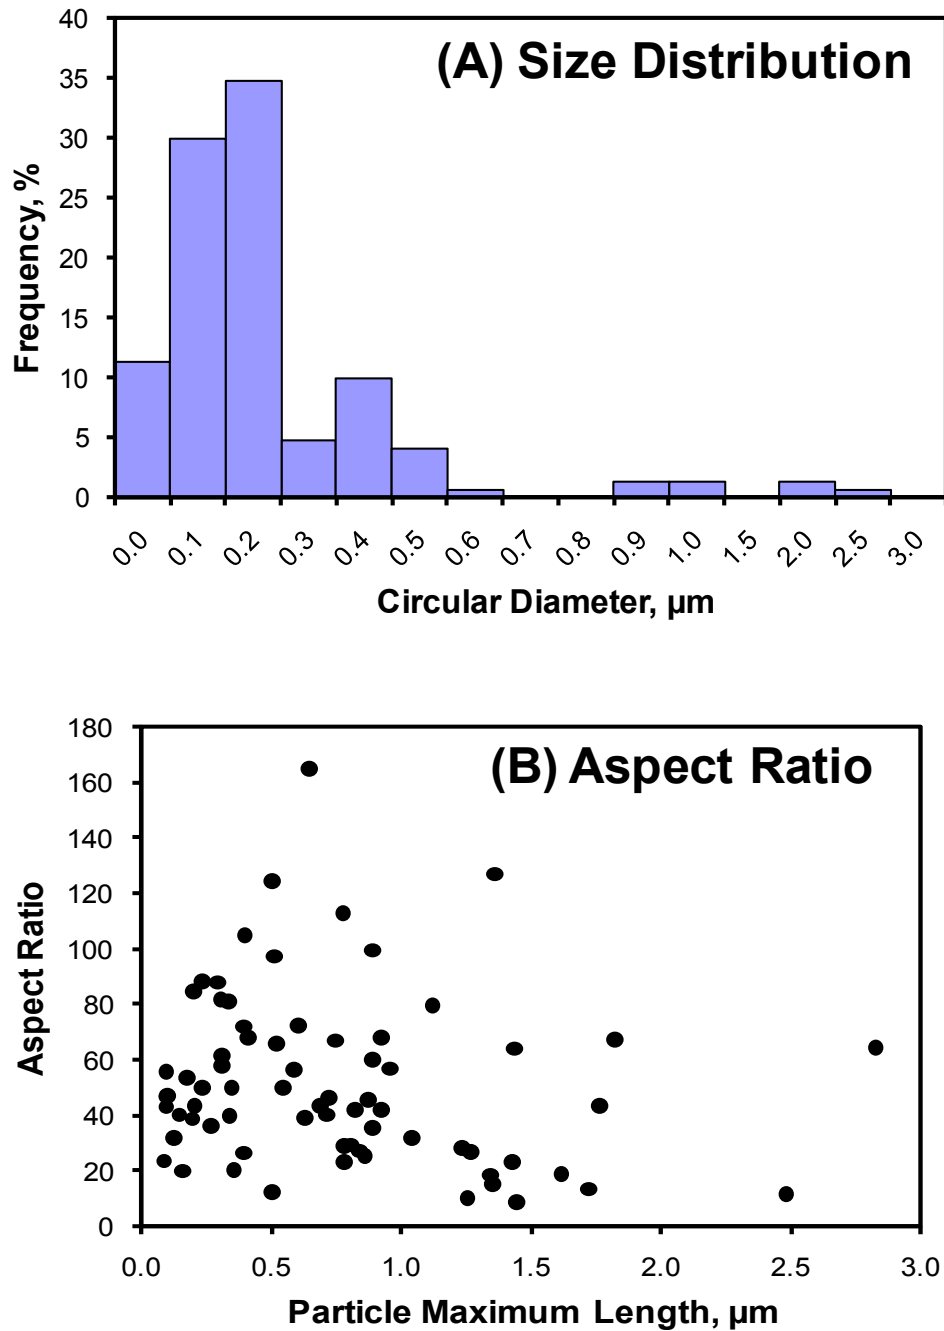 (A) Size Distribution
Frequency, %
40
35
30
25
20
15
10
5
0
0.0 0.1 0.2 0.3 0.4 0.5 0.6 0.7 0.8 0.9 1.0 1.5 2.0 2.5 3.0
Circular Diameter, µm
(B) Aspect Ratio
Aspect Ratio
180
160
140
120
100
80
60
40
20
0
0.0 0.5 1.0 1.5 2.0 2.5 3.0
Particle Maximum Length, µm